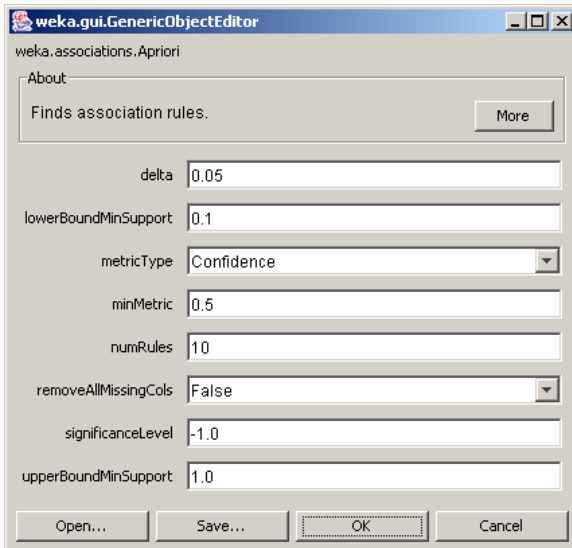 weka.gui.GenericObjectEditor
weka.associations.Apriori
About
Finds association rules.
More
delta 0.05
lowerBoundMinSupport 0.1
metricType Confidence
minMetric 0.5
numRules 10
removeAllMissingCols False
significanceLevel -1.0
upperBoundMinSupport 1.0
Open... Save... OK Cancel